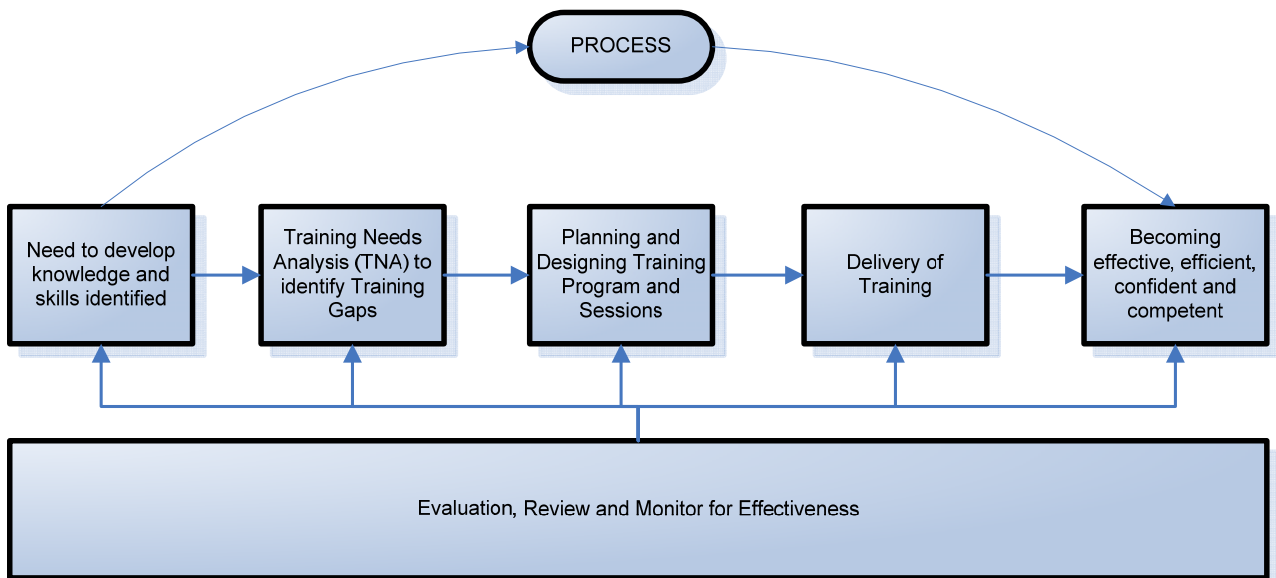 PROCESS
Need to develop
knowledge and
skills identified
Training Needs
Analysis (TNA) to
identify Training
Gaps
Planning and
Designing Training
Program and
Sessions
Delivery of
Training
Becoming
effective, efficient,
confident and
competent
Evaluation, Review and Monitor for Effectiveness